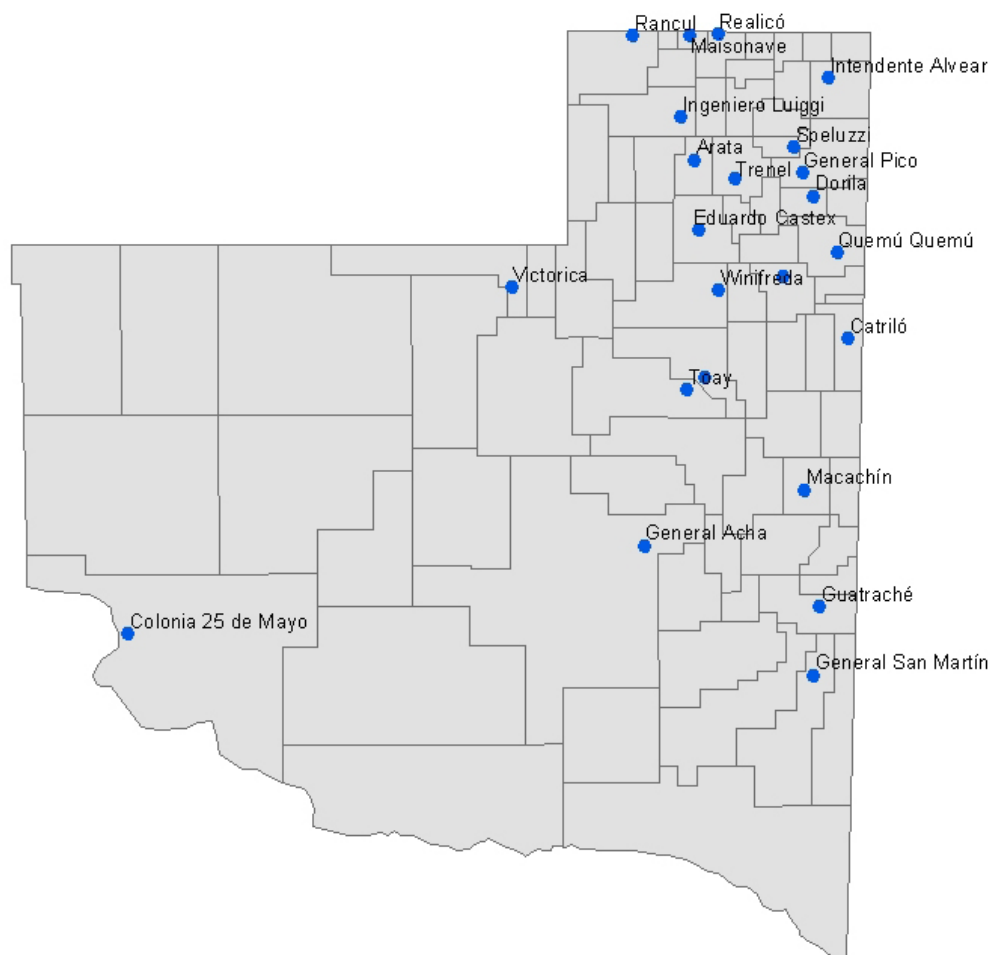 Rancul
Realicó
Maisonave
Intendente Alvear
Ingeniero Luiggi
Speluzzi
Arata
General Pico
Trenel
Dorila
Eduardo Castex
Quemú Quemú
Victorica
Winifreda
Catriló
Toay
Macachín
General Acha
Guatraché
Colonia 25 de Mayo
General San Martín